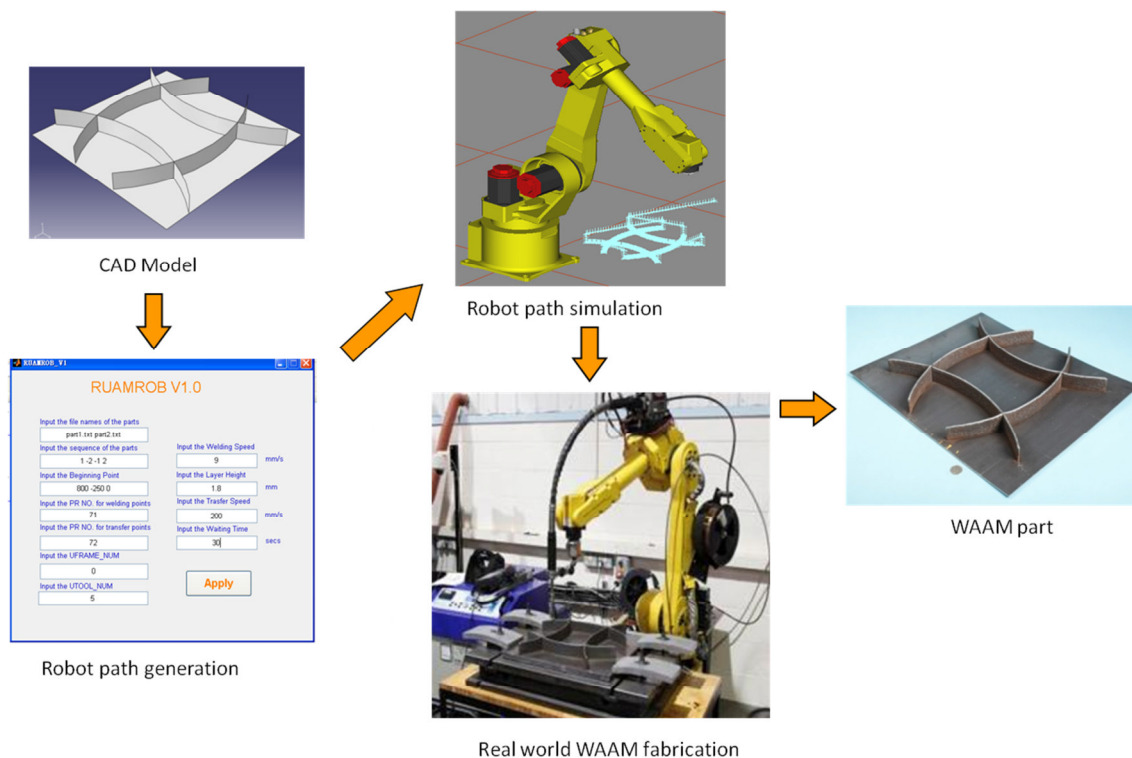 CAD Model
RUAMROB_V1
RUAMROB V1.0
Input the file names of the parts
part1.txt part2.txt
Input the sequence of the parts
1 -2 -1 2
Input the Beginning Point
800 -250 0
Input the PR NO. for welding points
71
Input the PR NO. for transfer points
72
Input the UFRAME_NUM
0
Input the UTOOL_NUM
5
Input the Welding Speed
9 mm/s
Input the Layer Height
1.8 mm
Input the Trasfer Speed
200 mm/s
Input the Waiting Time
30 secs
Apply
Robot path generation
Robot path simulation
Real world WAAM fabrication
WAAM part